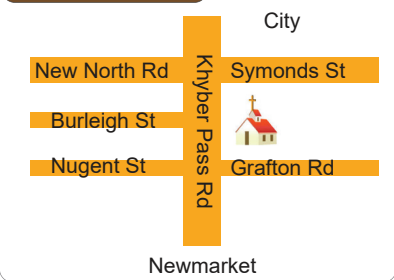 City
New North Rd
Symonds St
Khyber Pass Rd
Burleigh St
Nugent St
Grafton Rd
Newmarket